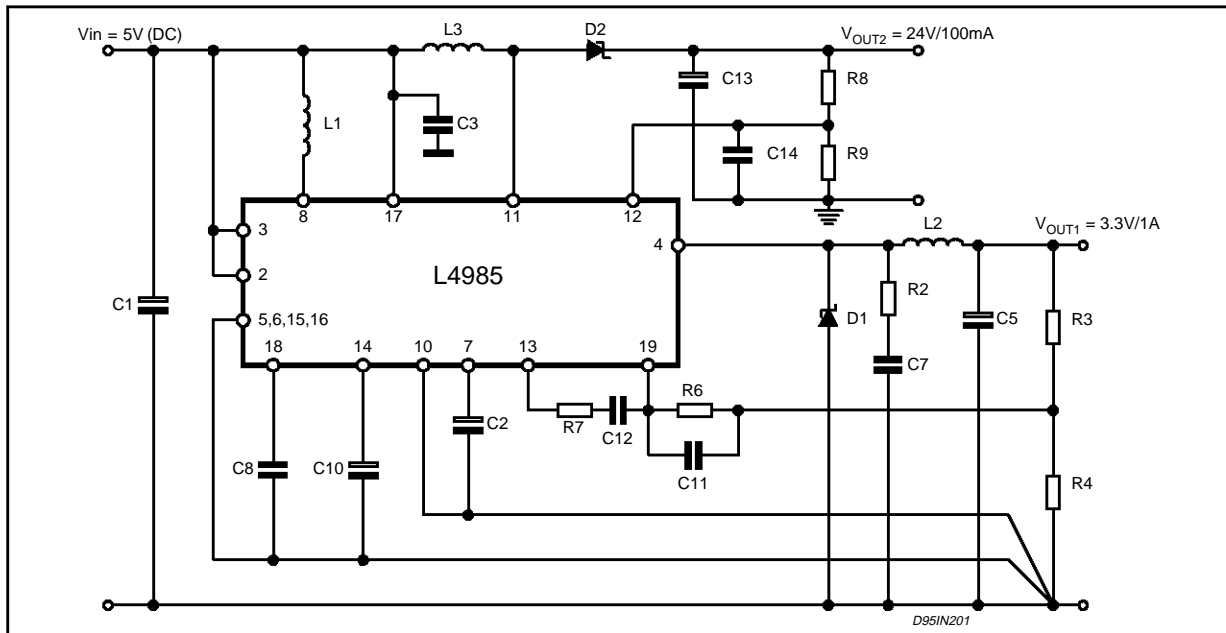 Vin = 5V (DC)
L3
D2
VOUT2 = 24V/100mA
C13
R8
L1
C3
C14
R9
8
17
11
12
3
4
L2
VOUT1 = 3.3V/1A
2
L4985
C1
R2
5,6,15,16
D1
C5
R3
18
14
10
7
13
19
C7
R6
C2
R7
C12
C8
C10
C11
R4
D95IN201